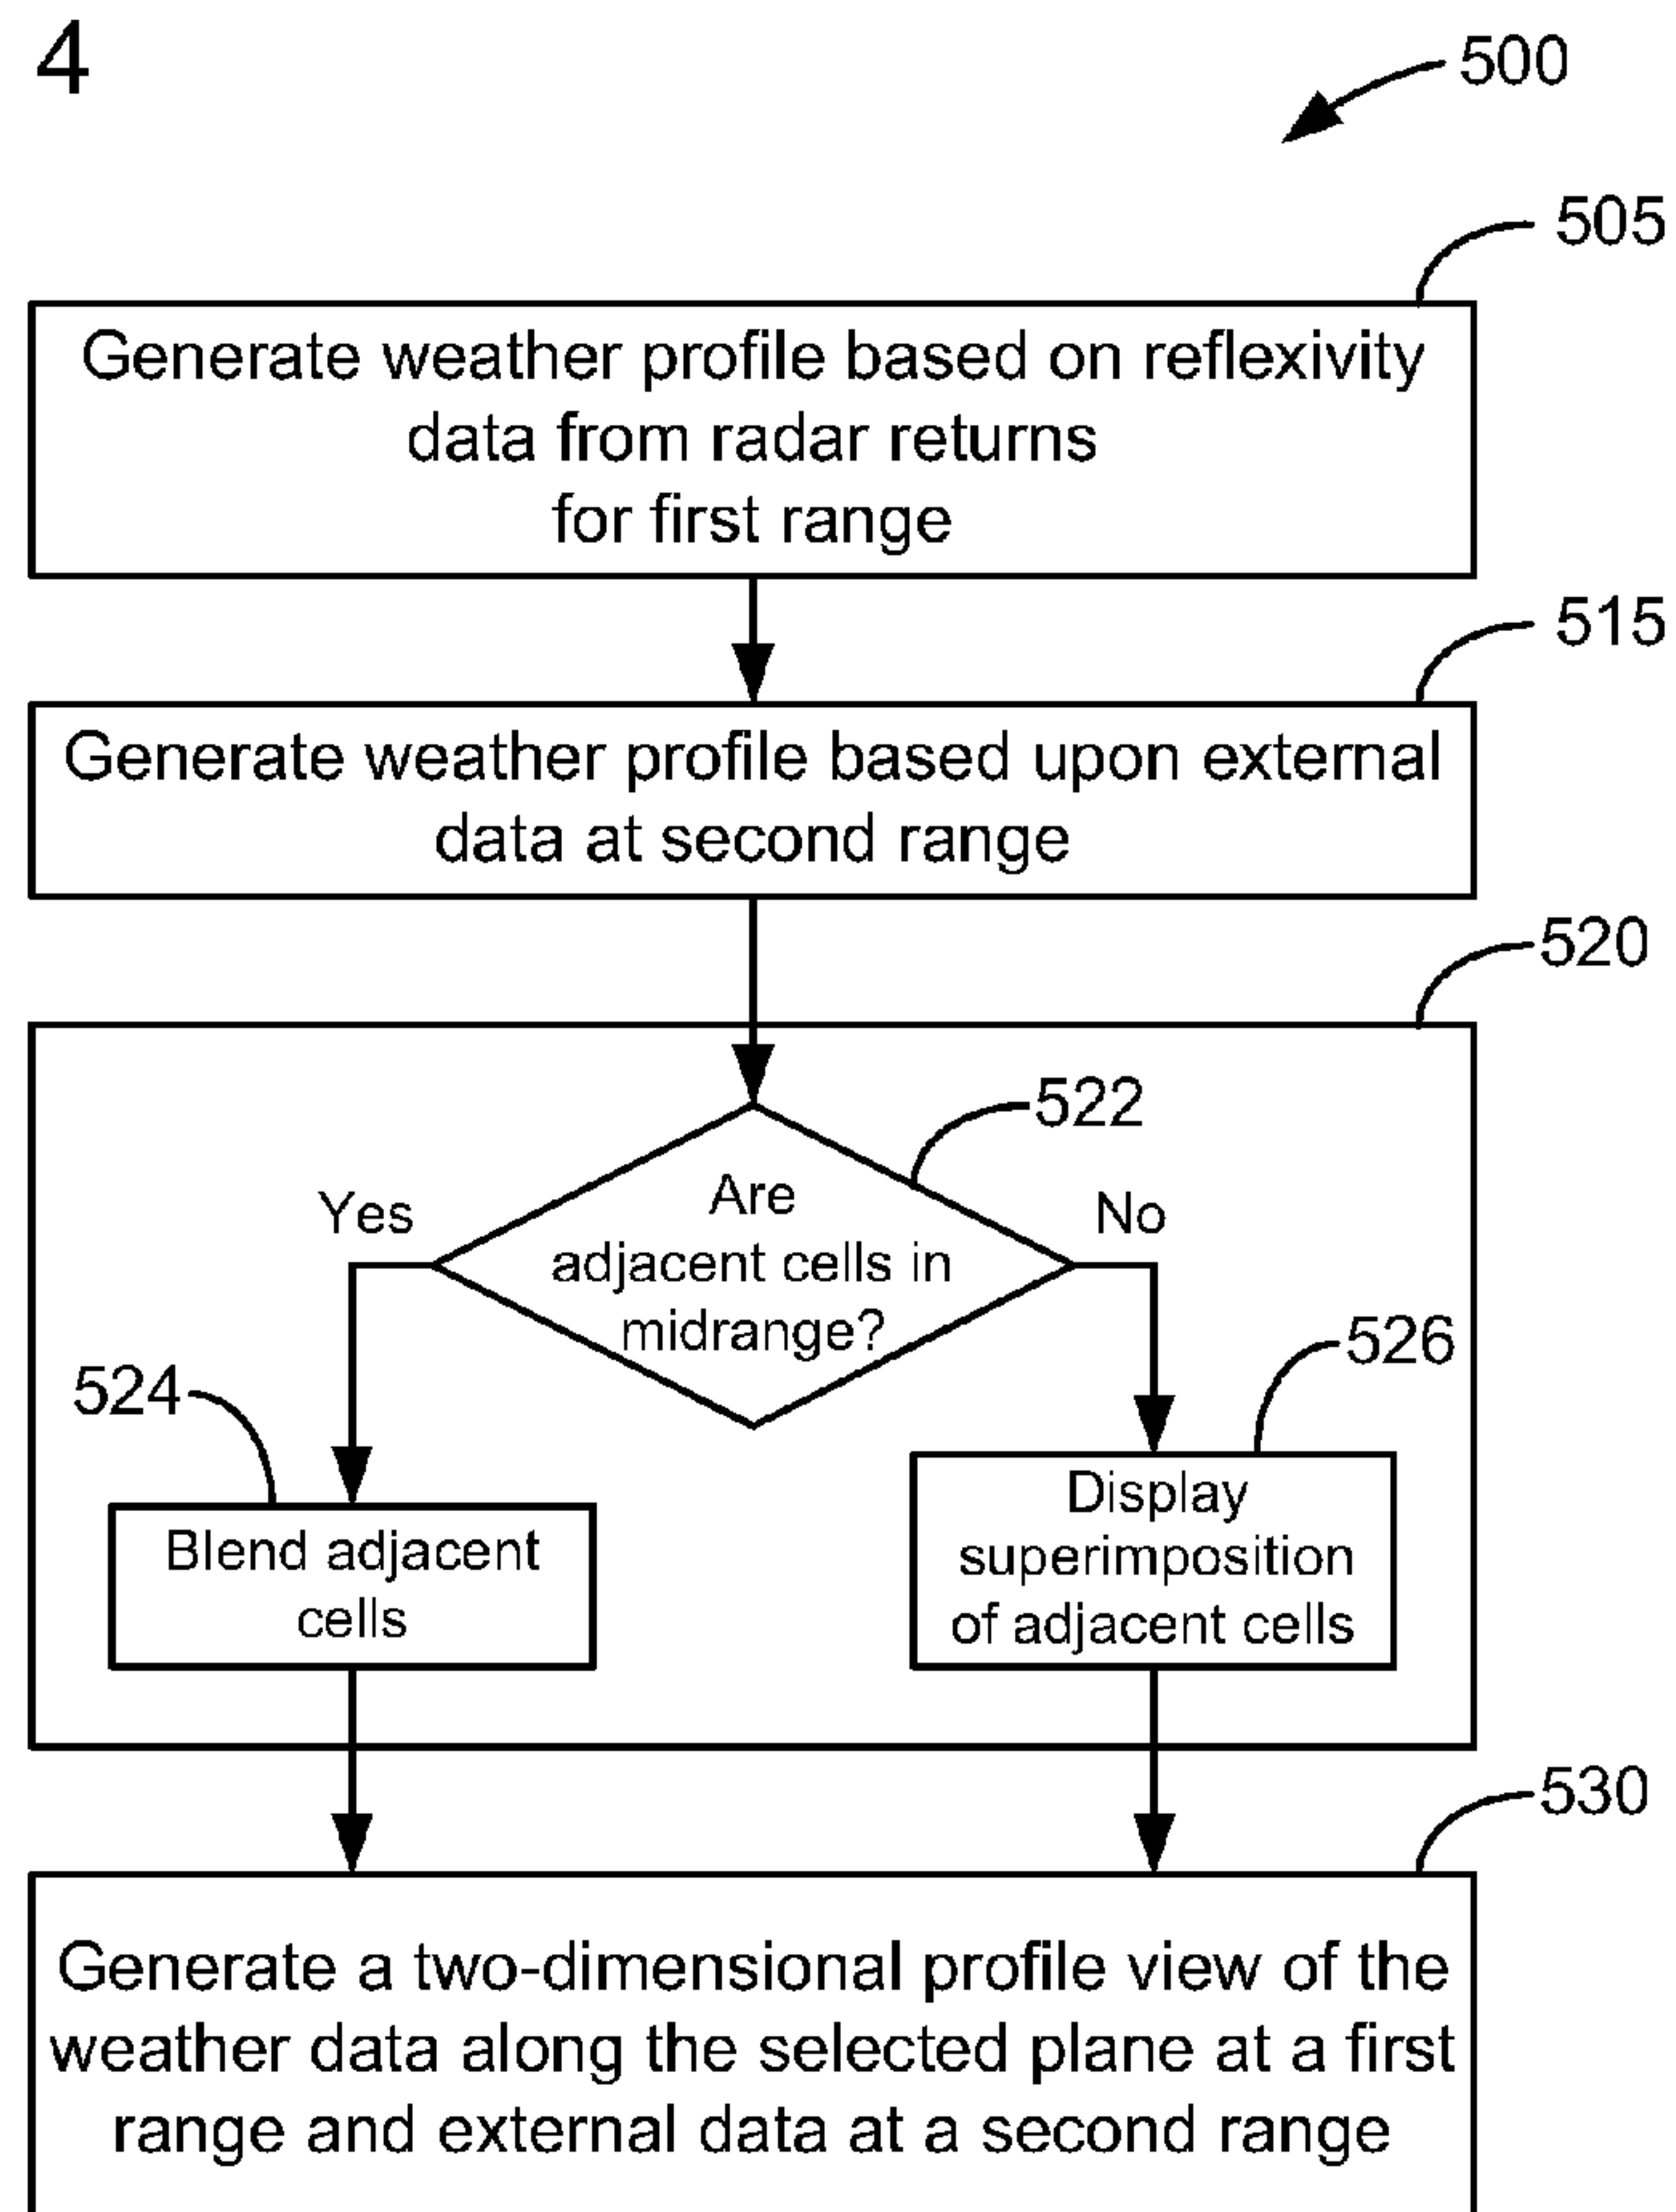 4
500
505
Generate weather profile based on reflexivity
data from radar returns
for first range
515
Generate weather profile based upon external
data at second range
520
522
Yes
No
Are
adjacent cells in
midrange?
524
526
Blend adjacent
cells
Display
superimposition
of adjacent cells
530
Generate a two-dimensional profile view of the
weather data along the selected plane at a first
range and external data at a second range